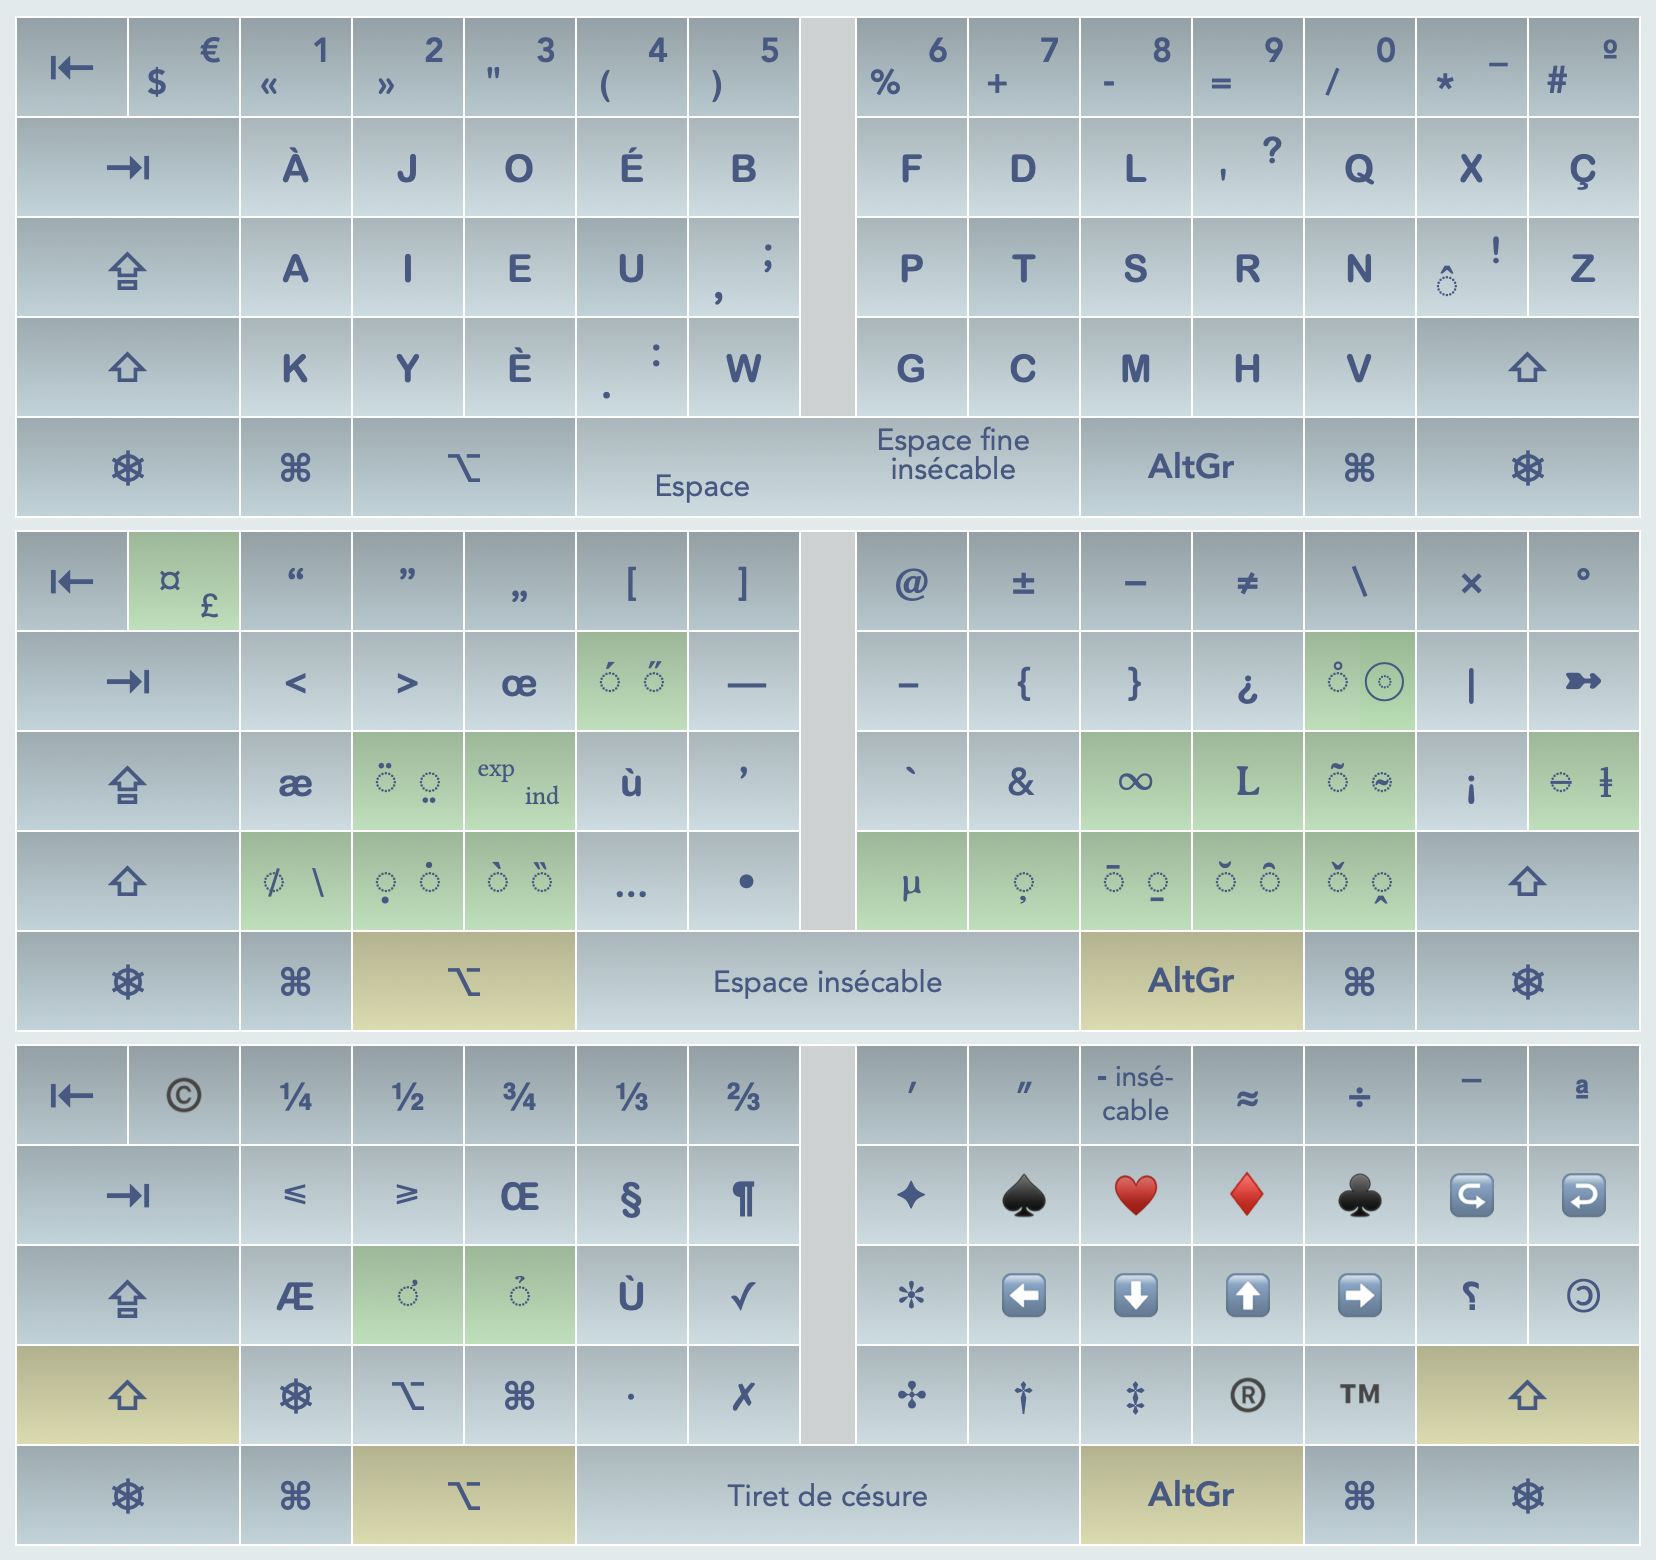 € 1 2 3 4 5 6 7 8 9 0 – º
$ « » " ( ) % + - = / * #
À J O É B F D L ' ? Q X Ç
A I E U , ; P T S R N ^ ! Z
K Y È . : W G C M H V
⌘ ⌥ Espace Espace fine insécable AltGr ⌘
¤ £ “ ” „ [ ] @ ± − ≠ \ × °
< > œ ◌́ ◌̋ — – { } ¿ ◌̊ ◌⃝ | ➽
æ ◌̈ ◌̤ exp ind ù ’ ` & ∞ L ◌̃ ◌̴ ¡ ◌̵ ƚ
◌̸ \ ◌̣ ◌̇ ◌̀ ◌̏ … • µ ◌̦ ◌̄ ◌̱ ◌̆ ◌̑ ◌̌ ◌̭
⌘ ⌥ Espace insécable AltGr ⌘
© ¼ ½ ¾ ⅓ ⅔ ′ ″ - insé-
cable ≈ ÷ ¯ ª
⩽ ⩾ Œ § ¶ ✦ ♠ ♥ ♦ ♣ ↪ ↩
Æ ◌̛ ◌̉ Ù ✓ ✻ ← ↓ ↑ → ⸮ 🄯
⎈ ⌥ ⌘ · ✗ ✣ † ‡ ® ™
⌘ ⌥ Tiret de césure AltGr ⌘